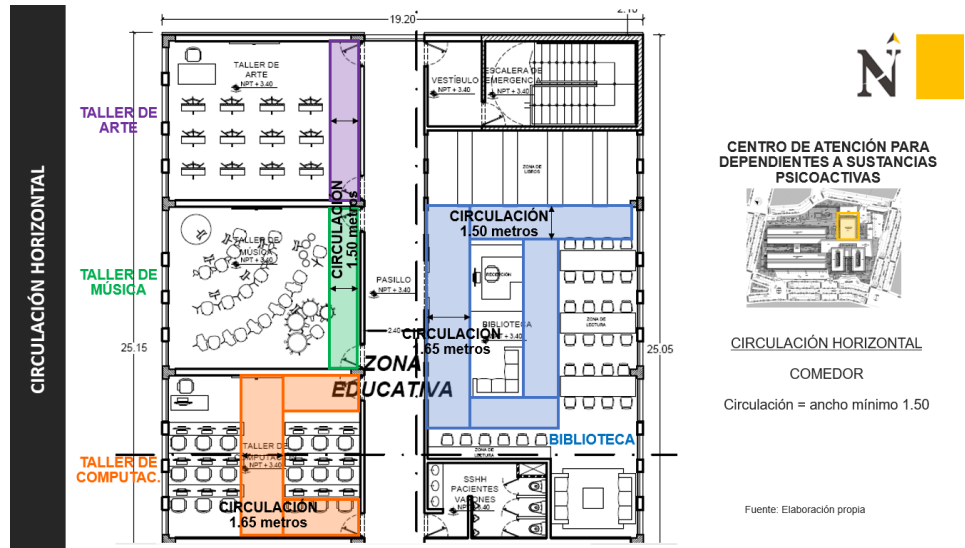 CIRCULACIÓN HORIZONTAL
19.20
2.10
25.15
25.05
TALLER DE
ARTE
NPT + 3.40
TALLER DE
ARTE
VESTÍBULO
NPT + 3.40
ESCALERA DE
EMERGENCIA
NPT + 3.40
ZONA DE
LIBROS
CIRCULACIÓN
1.50 metros
CIRCULACIÓN
1.50 metros
TALLER DE
MÚSICA
NPT + 3.40
TALLER DE
MÚSICA
PASILLO
NPT + 3.40
RECEPCIÓN
BIBLIOTECA
NPT + 3.40
ZONA DE
LECTURA
2.40
CIRCULACIÓN
1.65 metros
ZONA
EDUCATIVA
BIBLIOTECA
ZONA DE
LECTURA
TALLER DE
NPT + 3.40
TALLER DE
COMPUTAC.
CIRCULACIÓN
1.65 metros
SSHH
PACIENTES
VARONES
NPT + 3.40
N
CENTRO DE ATENCIÓN PARA
DEPENDIENTES A SUSTANCIAS
PSICOACTIVAS
CIRCULACIÓN HORIZONTAL
COMEDOR
Circulación = ancho mínimo 1.50
Fuente: Elaboración propia